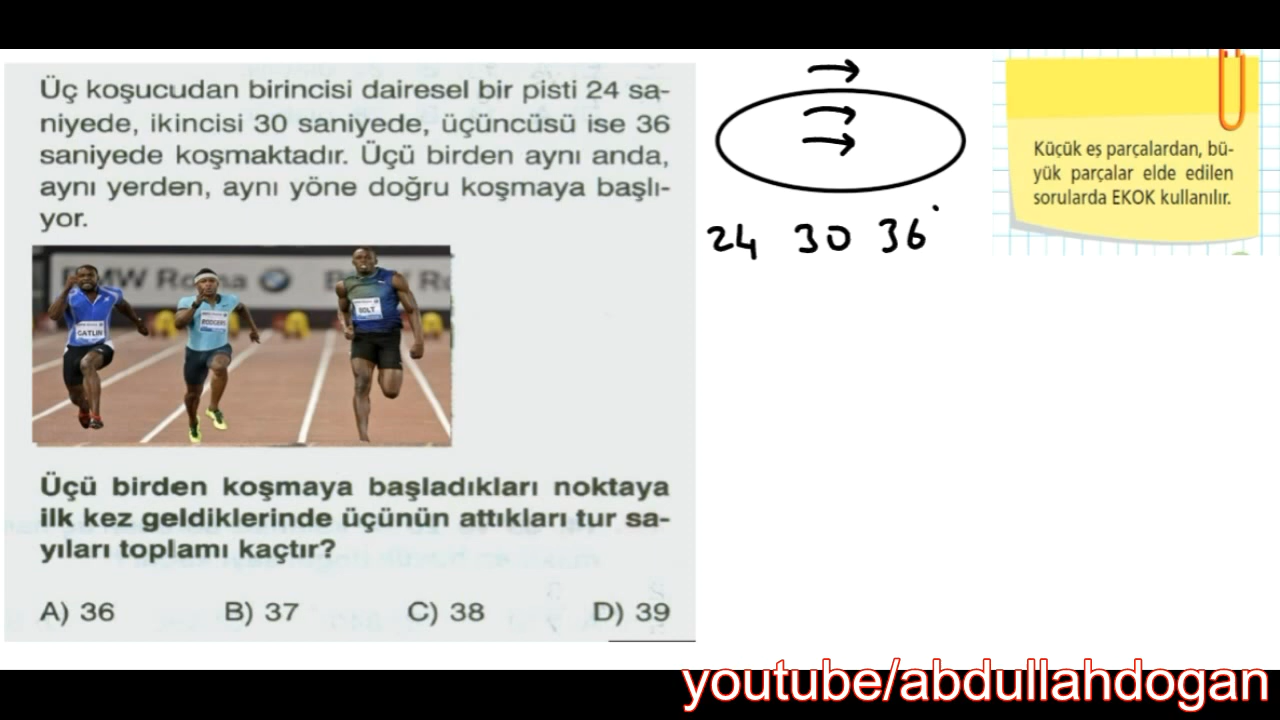 Üç koşucudan birincisi dairesel bir pisti 24 sa-
niyede, ikincisi 30 saniyede, üçüncüsü ise 36
saniyede koşmaktadır. Üçü birden aynı anda,
aynı yerden, aynı yöne doğru koşmaya başlı-
yor.
BMW Roma
GATLIN
RODGERS
BOLT
Üçü birden koşmaya başladıkları noktaya
ilk kez geldiklerinde üçünün attıkları tur sa-
yıları toplamı kaçtır?
A) 36 B) 37 C) 38 D) 39
24 30 36
Küçük eş parçalardan, bü-
yük parçalar elde edilen
sorularda EKOK kullanılır.
youtube/abdullahdogan